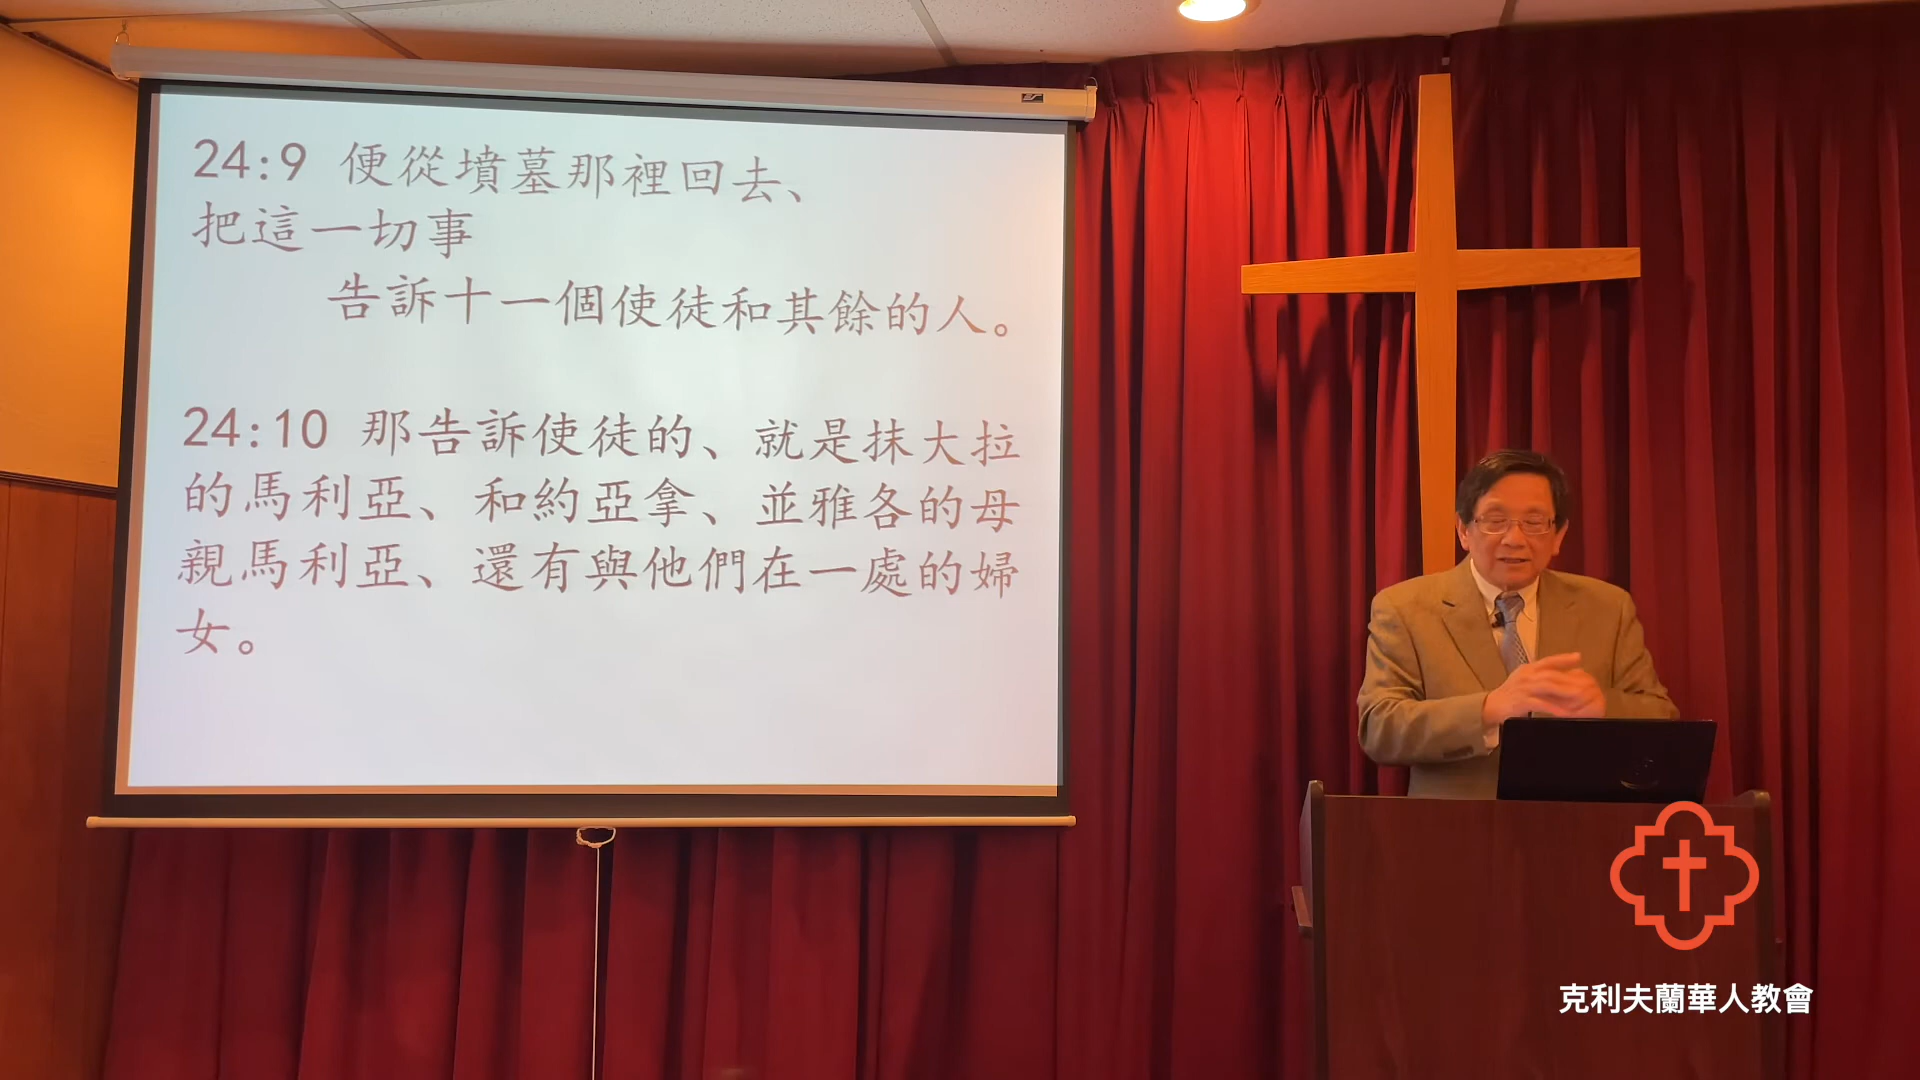 24:9 便從墳墓那裡回去、
把這一切事
告訴十一個使徒和其餘的人。
24:10 那告訴使徒的、就是抹大拉
的馬利亞、和約亞拿、並雅各的母
親馬利亞、還有與他們在一處的婦
女。
克利夫蘭華人教會